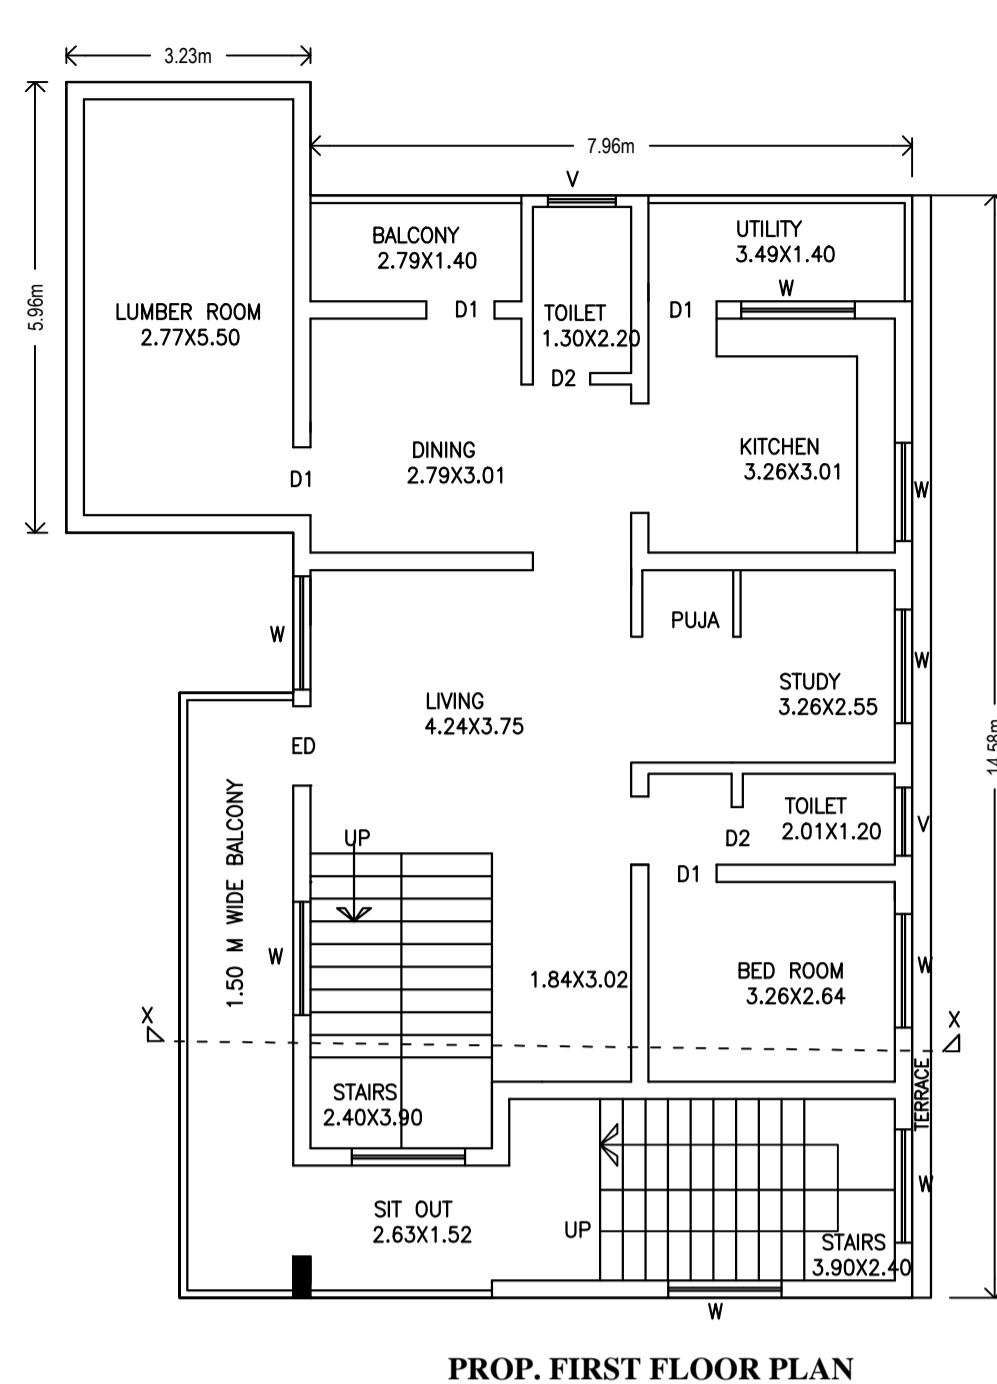 3.23m
7.96m
V
BALCONY
2.79X1.40
UTILITY
3.49X1.40
W
5.96m
LUMBER ROOM
2.77X5.50
D1
TOILET
1.30X2.20
D1
D2
DINING
2.79X3.01
KITCHEN
3.26X3.01
D1
W
W
PUJA
W
LIVING
4.24X3.75
STUDY
3.26X2.55
14.58m
ED
1.50 M WIDE BALCONY
UP
TOILET
2.01X1.20
V
D2
D1
W
1.84X3.02
BED ROOM
3.26X2.64
W
X
X
STAIRS
2.40X3.90
TERRACE
W
SIT OUT
2.63X1.52
UP
STAIRS
3.90X2.40
W
PROP. FIRST FLOOR PLAN